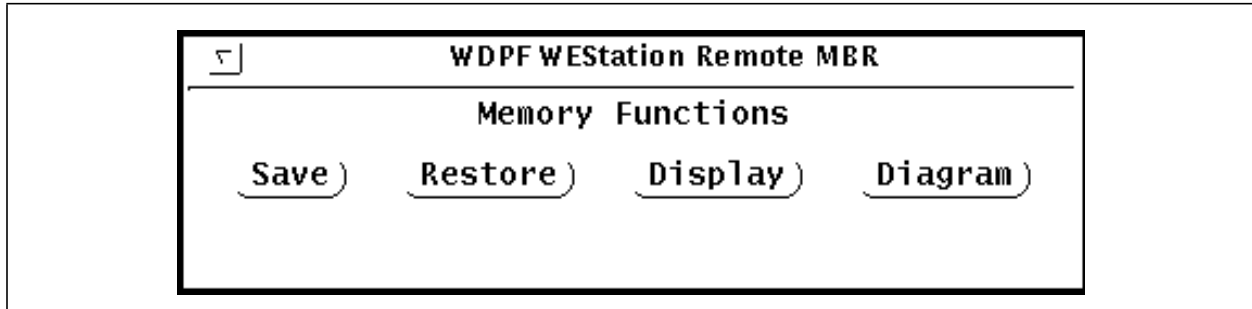 WDPF WEStation Remote MBR
Memory Functions
Save Restore Display Diagram